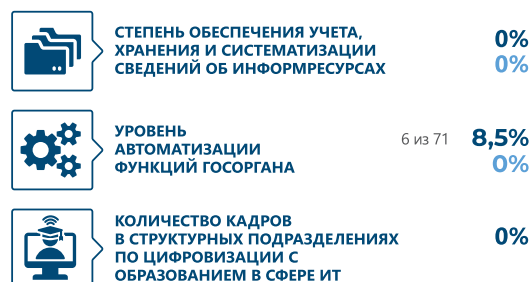 СТЕПЕНЬ ОБЕСПЕЧЕНИЯ УЧЕТА,
ХРАНЕНИЯ И СИСТЕМАТИЗАЦИИ
СВЕДЕНИЙ ОБ ИНФОРМРЕСУРСАХ
0%
0%
УРОВЕНЬ
АВТОМАТИЗАЦИИ
ФУНКЦИЙ ГОСОРГАНА
6 из 71 8,5%
0%
КОЛИЧЕСТВО КАДРОВ
В СТРУКТУРНЫХ ПОДРАЗДЕЛЕНИЯХ
ПО ЦИФРОВИЗАЦИИ С
ОБРАЗОВАНИЕМ В СФЕРЕ ИТ
0%